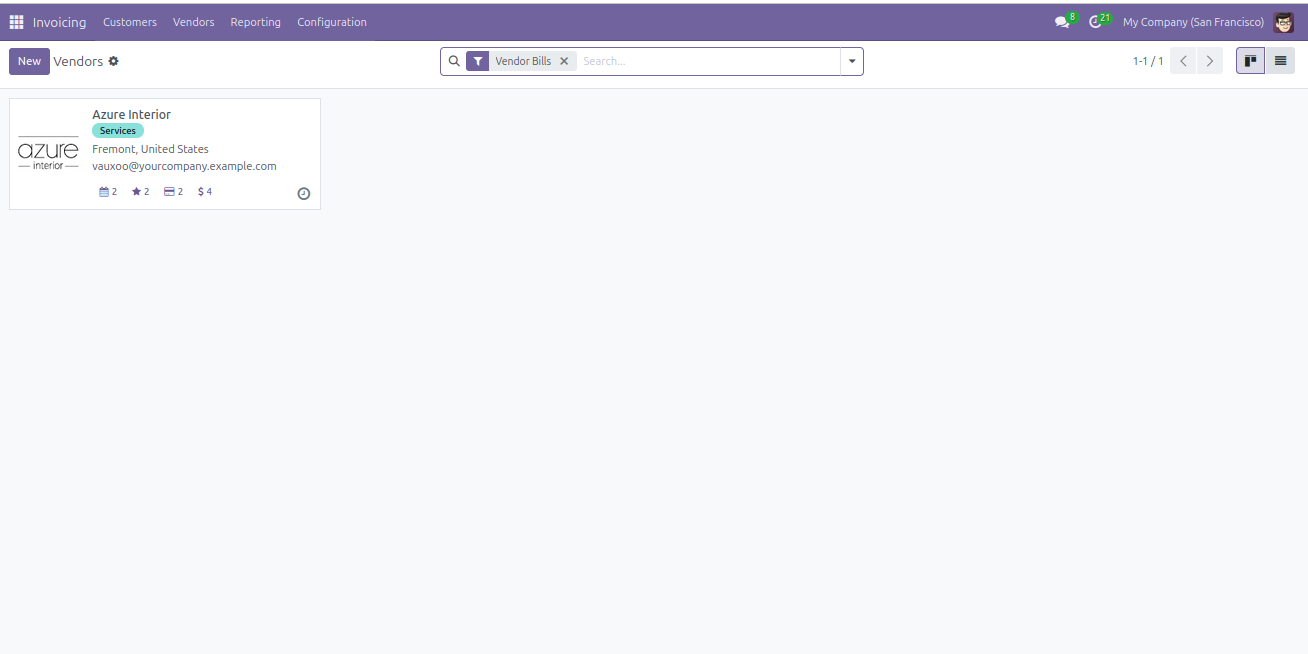 Invoicing Customers Vendors Reporting Configuration 8 21 My Company (San Francisco)
New Vendors Vendor Bills Search... 1-1 / 1
Azure Interior
Services
azure
interior
Fremont, United States
vauxoo@yourcompany.example.com
2 2 2 $ 4